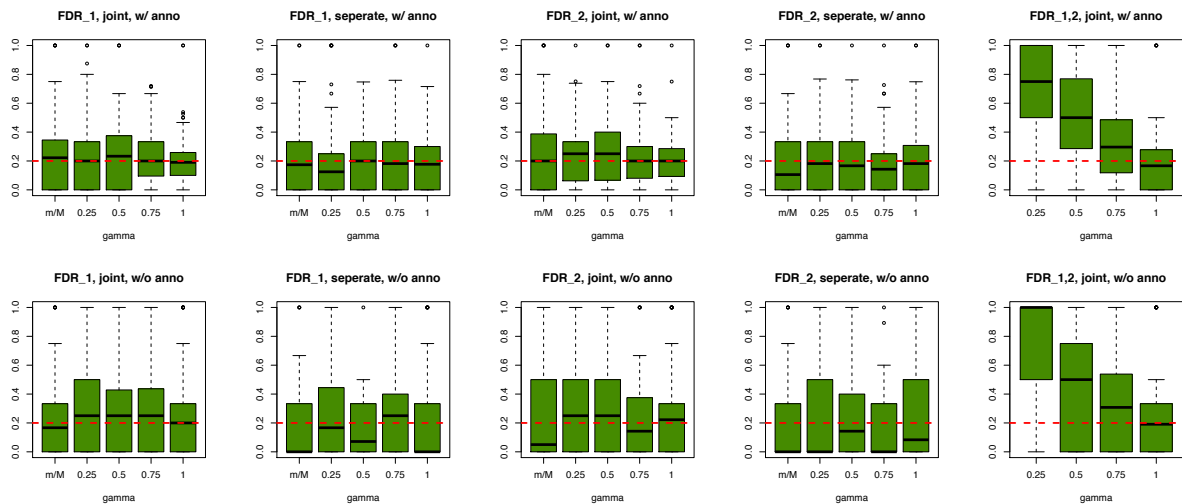 FDR_1, joint, w/ anno
0.0 0.2 0.4 0.6 0.8 1.0
m/M 0.25 0.5 0.75 1
gamma
FDR_1, seperate, w/ anno
0.0 0.2 0.4 0.6 0.8 1.0
m/M 0.25 0.5 0.75 1
gamma
FDR_2, joint, w/ anno
0.0 0.2 0.4 0.6 0.8 1.0
m/M 0.25 0.5 0.75 1
gamma
FDR_2, seperate, w/ anno
0.0 0.2 0.4 0.6 0.8 1.0
m/M 0.25 0.5 0.75 1
gamma
FDR_1,2, joint, w/ anno
0.0 0.2 0.4 0.6 0.8 1.0
0.25 0.5 0.75 1
gamma
FDR_1, joint, w/o anno
0.0 0.2 0.4 0.6 0.8 1.0
m/M 0.25 0.5 0.75 1
gamma
FDR_1, seperate, w/o anno
0.0 0.2 0.4 0.6 0.8 1.0
m/M 0.25 0.5 0.75 1
gamma
FDR_2, joint, w/o anno
0.0 0.2 0.4 0.6 0.8 1.0
m/M 0.25 0.5 0.75 1
gamma
FDR_2, seperate, w/o anno
0.0 0.2 0.4 0.6 0.8 1.0
m/M 0.25 0.5 0.75 1
gamma
FDR_1,2, joint, w/o anno
0.0 0.2 0.4 0.6 0.8 1.0
0.25 0.5 0.75 1
gamma